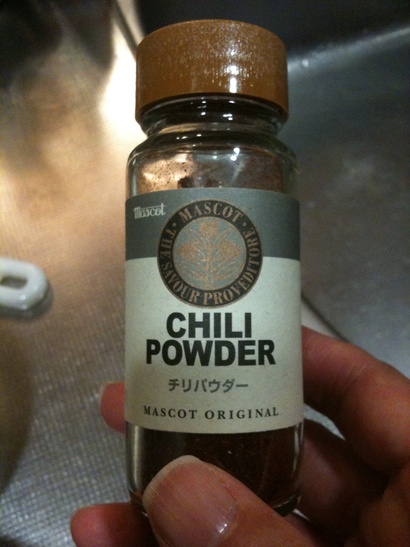 Mascot
MASCOT
THE SAVOUR PROVEDITORE
CHILI
POWDER
チリパウダー
MASCOT ORIGINAL